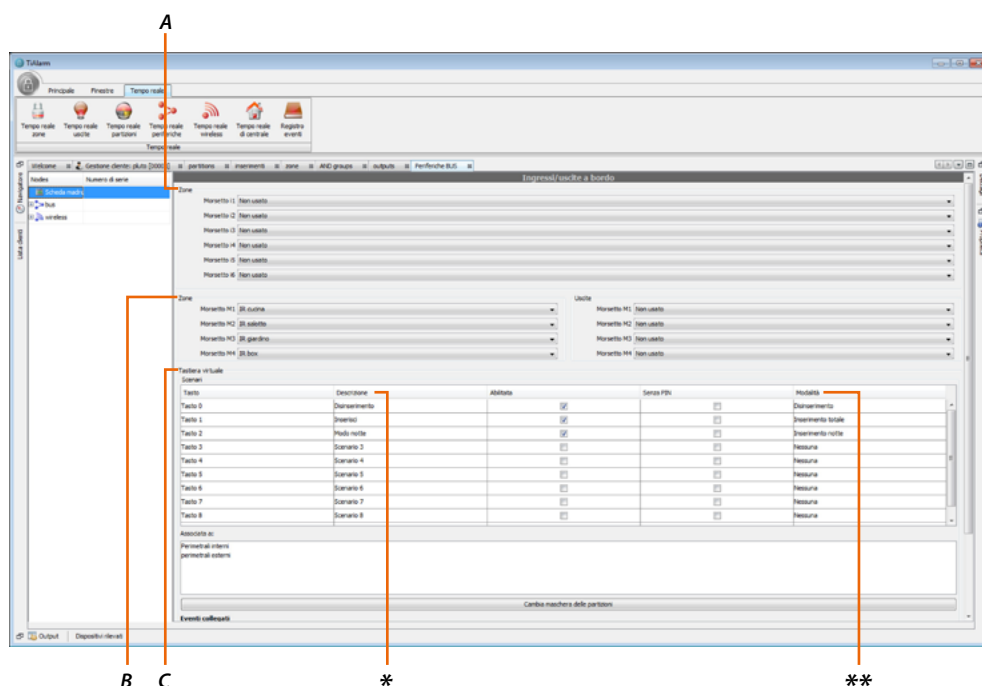 A
TiAlarm
Principale Finestre Tempo reale
Tempo reale zone
Tempo reale uscite
Tempo reale partizioni
Tempo reale periferiche
Tempo reale wireless
Tempo reale di centrale
Registro eventi
Tempo reale
Welcome Gestione cliente: pluto partitions inserimenti zone AND groups outputs Periferiche BUS
Navigatore
Lista clienti
Nodes Numero di serie
Scheda madre
bus
wireless
Ingressi/uscite a bordo
Zone
Morsetto i1 Non usato
Morsetto i2 Non usato
Morsetto i3 Non usato
Morsetto i4 Non usato
Morsetto i5 Non usato
Morsetto i6 Non usato
Zone Uscite
Morsetto M1 IR cucina Morsetto M1 Non usato
Morsetto M2 IR salotto Morsetto M2 Non usato
Morsetto M3 IR giardino Morsetto M3 Non usato
Morsetto M4 IR box Morsetto M4 Non usato
Tastiera virtuale
Scenari
Tasto Descrizione Abilitata Senza PIN Modalità
Tasto 0 Disinserimento Disinserimento
Tasto 1 Inserisci Inserimento totale
Tasto 2 Modo notte Inserimento notte
Tasto 3 Scenario 3 Nessuna
Tasto 4 Scenario 4 Nessuna
Tasto 5 Scenario 5 Nessuna
Tasto 6 Scenario 6 Nessuna
Tasto 7 Scenario 7 Nessuna
Tasto 8 Scenario 8 Nessuna
Associata a:
Perimetrali interni
perimetrali esterni
Cambia maschera delle partizioni
Eventi collegati
Output Dispositivi rilevati
B C * **